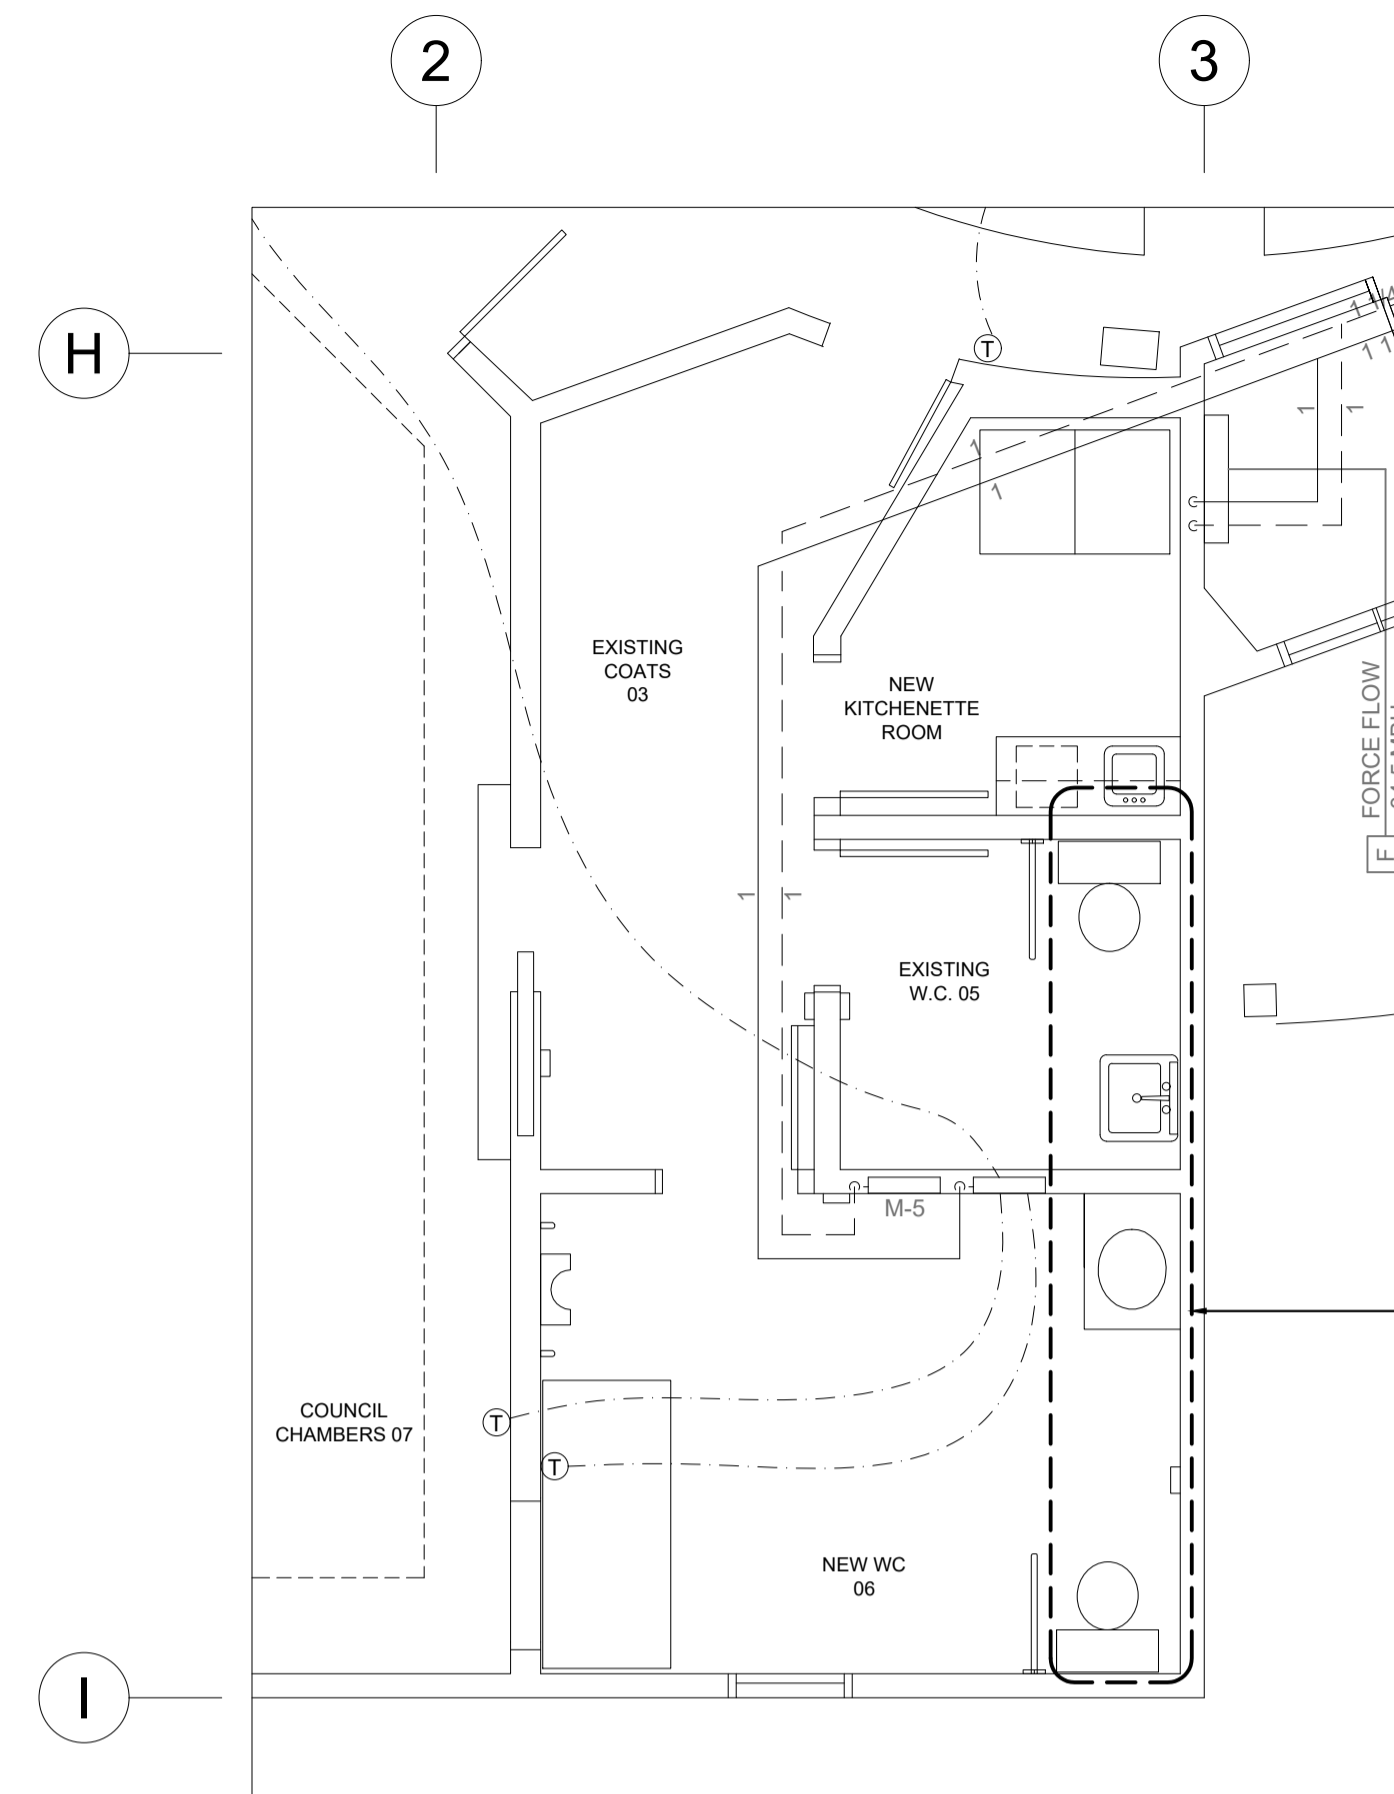 2
3
H
T
1 1/4
1 1
1
1
1
1
EXISTING
COATS
03
NEW
KITCHENETTE
ROOM
FORCE FLOW
F
1
1
EXISTING
W.C. 05
M-5
COUNCIL
CHAMBERS 07
T
T
NEW WC
06
I